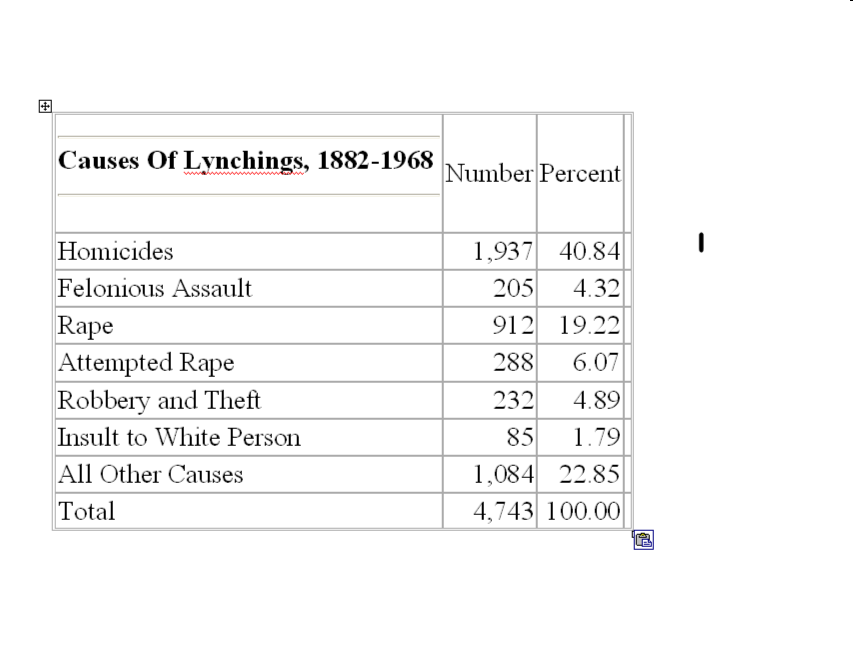 Causes Of Lynchings, 1882-1968 Number Percent
Homicides 1,937 40.84
Felonious Assault 205 4.32
Rape 912 19.22
Attempted Rape 288 6.07
Robbery and Theft 232 4.89
Insult to White Person 85 1.79
All Other Causes 1,084 22.85
Total 4,743 100.00